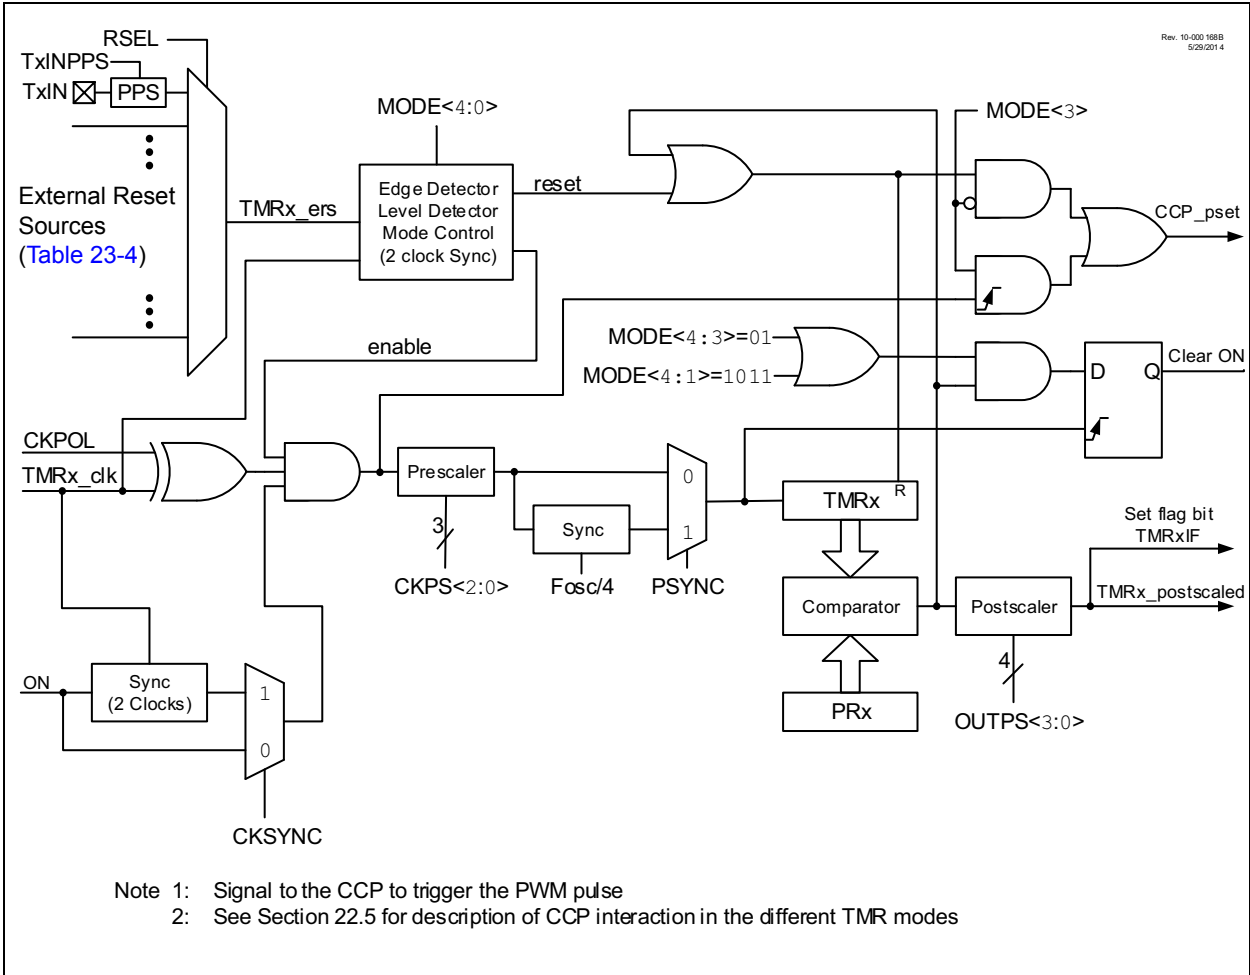 Rev. 10-000 168B
5/29/201 4
RSEL
TxINPPS
TxIN
PPS
MODE<4:0>
MODE<3>
External Reset
Sources
(Table 23-4)
TMRx_ers
Edge Detector
Level Detector
Mode Control
(2 clock Sync)
reset
CCP_pset
enable
MODE<4:3>=01
MODE<4:1>=1011
D
Q
Clear ON
CKPOL
TMRx_clk
Prescaler
0
1
Sync
3
CKPS<2:0>
Fosc/4
PSYNC
TMRx
R
Set flag bit
TMRxIF
Comparator
Postscaler
TMRx_postscaled
4
PRx
OUTPS<3:0>
ON
Sync
(2 Clocks)
1
0
CKSYNC
Note 1: Signal to the CCP to trigger the PWM pulse
2: See Section 22.5 for description of CCP interaction in the different TMR modes